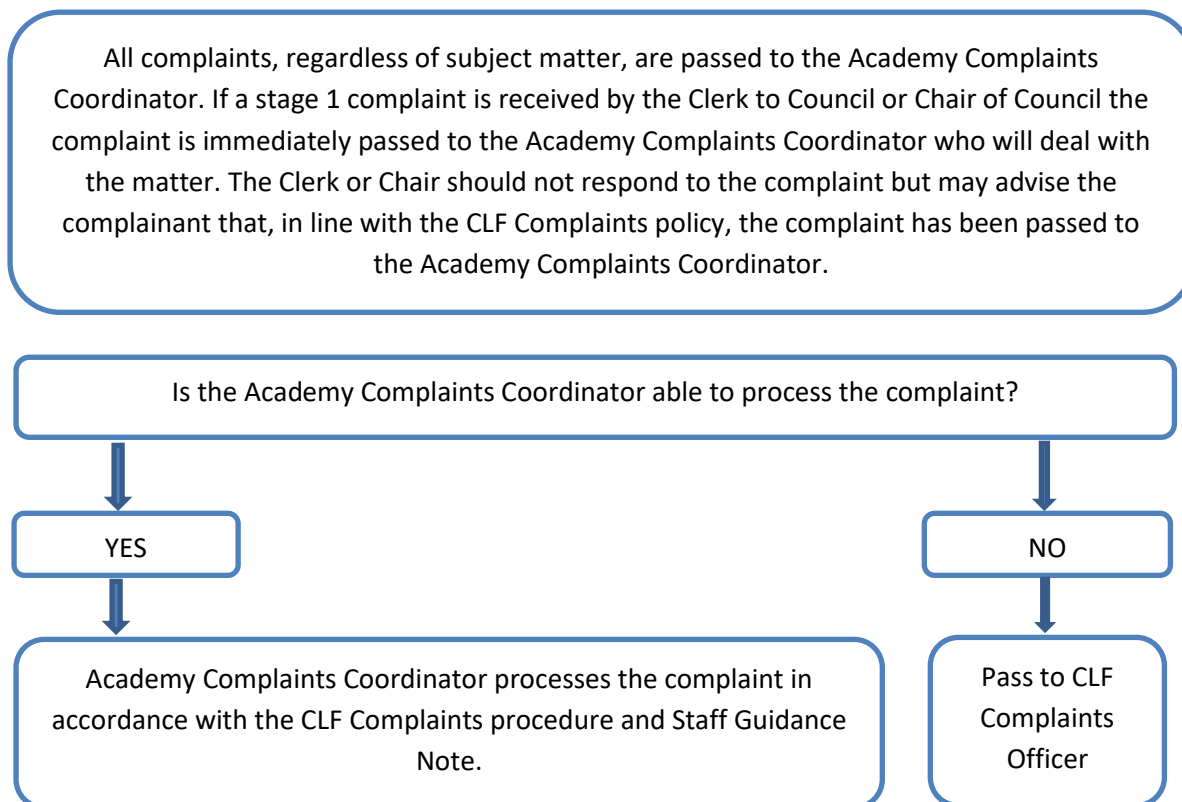 All complaints, regardless of subject matter, are passed to the Academy Complaints
Coordinator. If a stage 1 complaint is received by the Clerk to Council or Chair of Council the
complaint is immediately passed to the Academy Complaints Coordinator who will deal with
the matter. The Clerk or Chair should not respond to the complaint but may advise the
complainant that, in line with the CLF Complaints policy, the complaint has been passed to
the Academy Complaints Coordinator.
Is the Academy Complaints Coordinator able to process the complaint?
YES
NO
Academy Complaints Coordinator processes the complaint in
accordance with the CLF Complaints procedure and Staff Guidance
Note.
Pass to CLF
Complaints
Officer